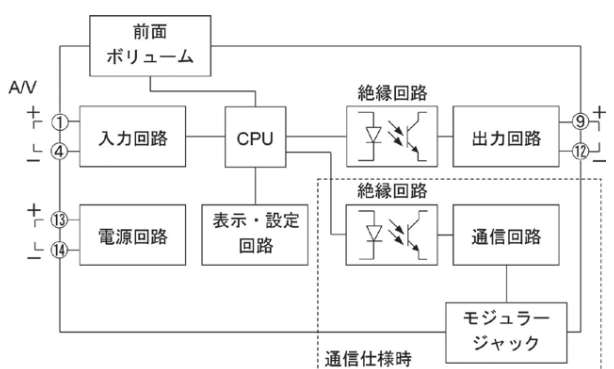 前面
ボリューム
A/V
+
①
入力回路
CPU
絶縁回路
出力回路
⑨
+
④
−
⑫
−
絶縁回路
+
⑬
電源回路
表示・設定
回路
通信回路
⑭
−
モジュラー
ジャック
通信仕様時